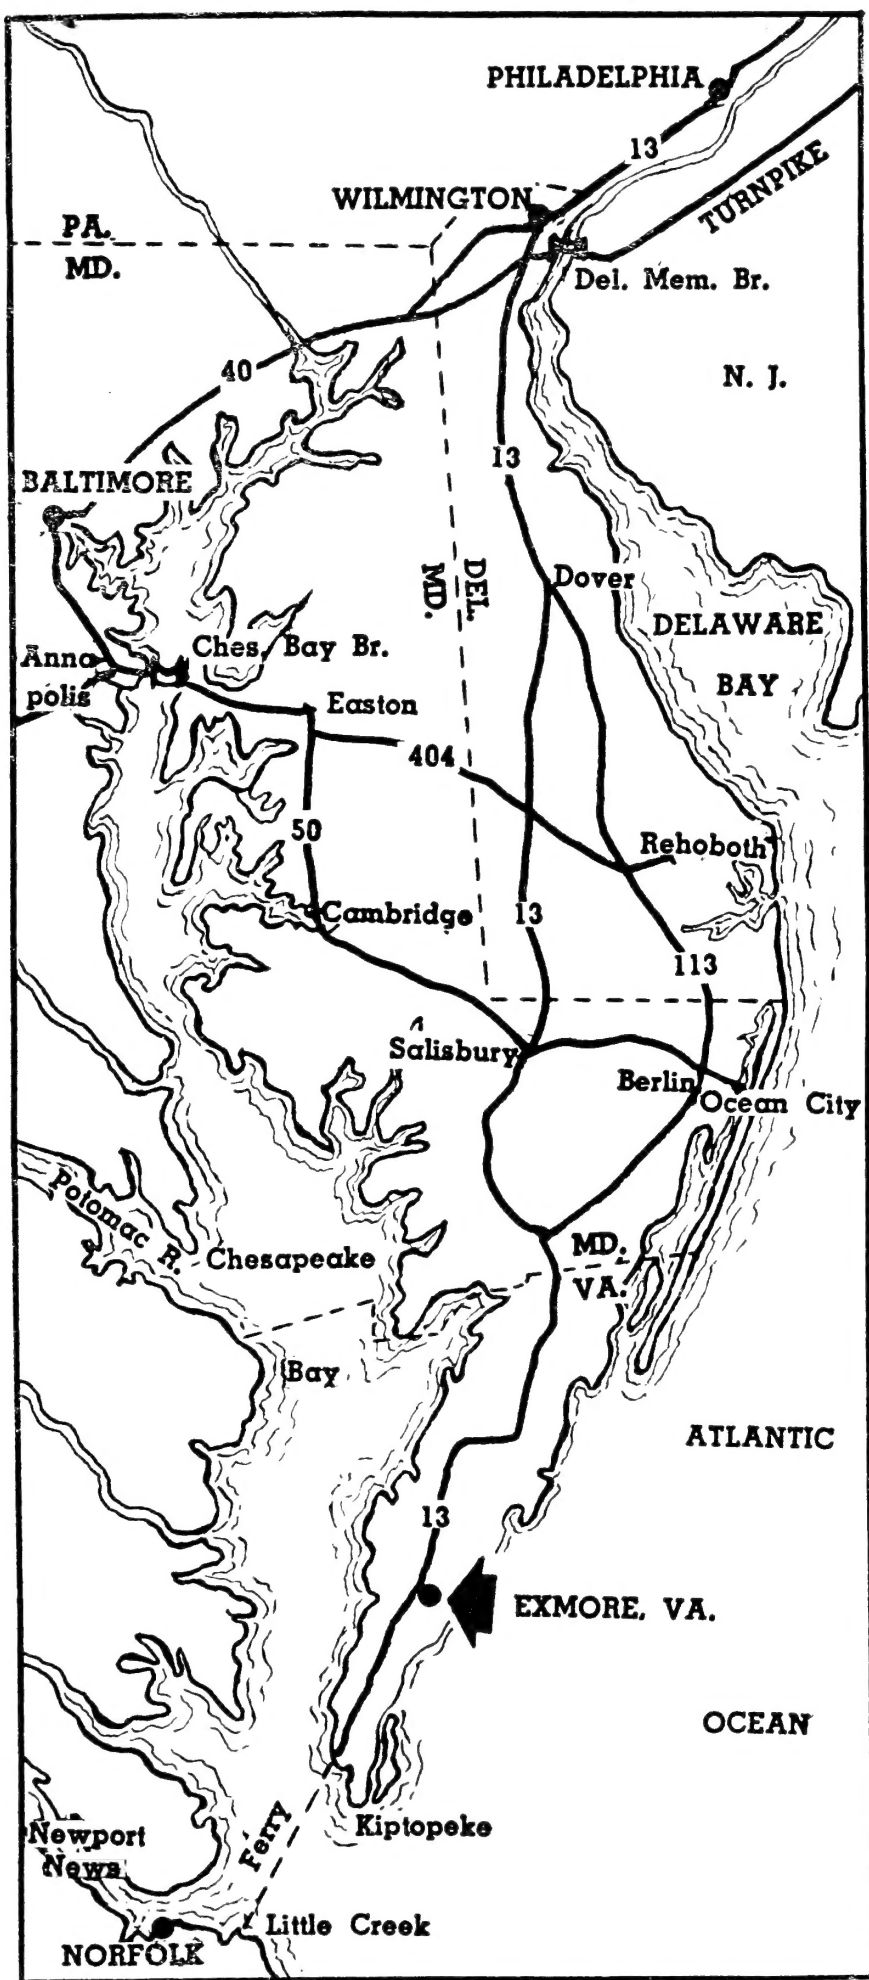 PHILADELPHIA
13
TURNPIKE
WILMINGTON
PA.
MD.
Del. Mem. Br.
N. J.
40
13
BALTIMORE
DEL.
MD.
Dover
DELAWARE
BAY
Ches. Bay Br.
Anna
polis
Easton
404
50
Rehoboth
Cambridge
13
113
Salisbury
Berlin
Ocean City
Potomac R.
Chesapeake
MD.
VA.
Bay
ATLANTIC
13
EXMORE, VA.
OCEAN
Ferry
Kiptopeke
Newport
News
Little Creek
NORFOLK